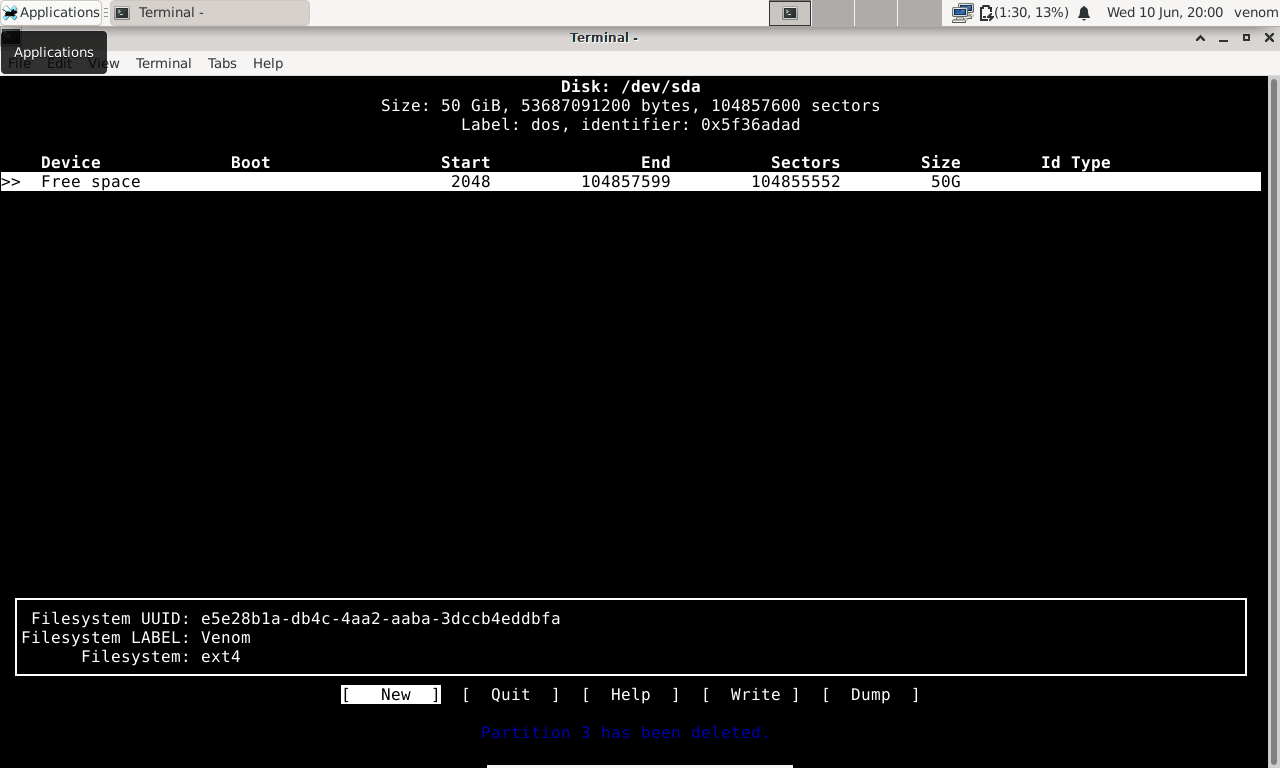 Applications
Terminal -
(1:30, 13%)
Wed 10 Jun, 20:00
venom
Terminal -
Applications
File Edit View Terminal Tabs Help
Disk: /dev/sda
Size: 50 GiB, 53687091200 bytes, 104857600 sectors
Label: dos, identifier: 0x5f36adad
Device Boot Start End Sectors Size Id Type
>> Free space 2048 104857599 104855552 50G
Filesystem UUID: e5e28b1a-db4c-4aa2-aaba-3dccb4eddbfa
Filesystem LABEL: Venom
Filesystem: ext4
[ New ] [ Quit ] [ Help ] [ Write ] [ Dump ]
Partition 3 has been deleted.